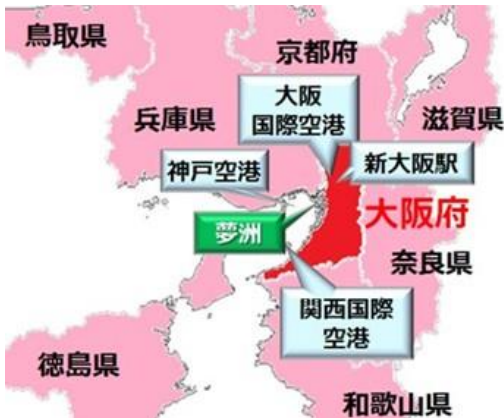 鳥取県
京都府
大阪
国際空港
滋賀県
兵庫県
新大阪駅
神戸空港
大阪府
夢洲
奈良県
関西国際
空港
徳島県
和歌山県